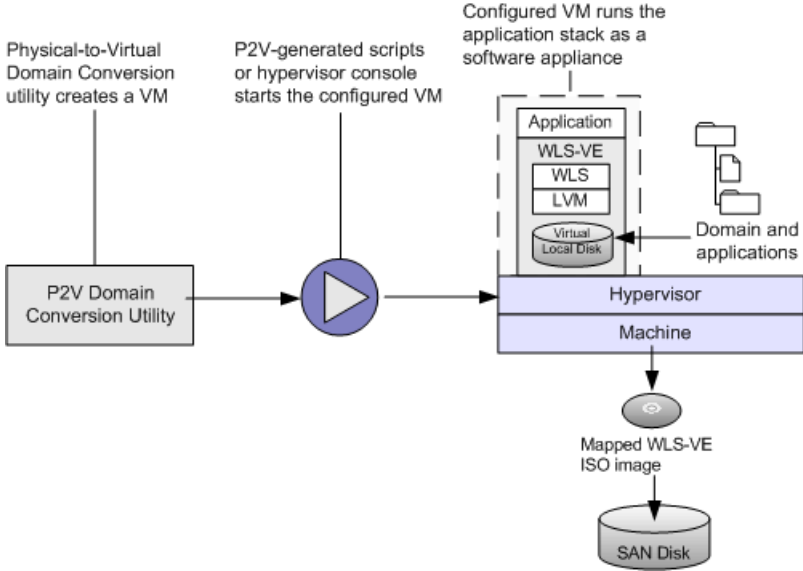 Physical-to-Virtual
Domain Conversion
utility creates a VM
P2V-generated scripts
or hypervisor console
starts the configured VM
Configured VM runs the
application stack as a
software appliance
Application
WLS-VE
WLS
LVM
Virtual
Local Disk
Domain and
applications
P2V Domain
Conversion Utility
Hypervisor
Machine
Mapped WLS-VE
ISO image
SAN Disk